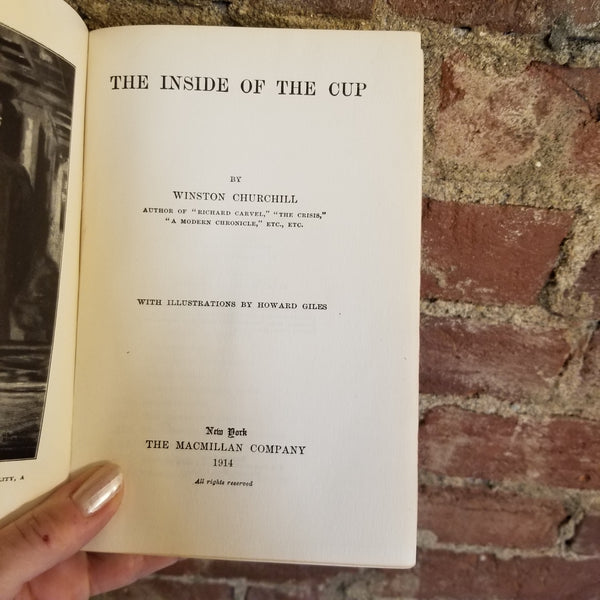 THE INSIDE OF THE CUP
BY
WINSTON CHURCHILL
AUTHOR OF "RICHARD CARVEL," "THE CRISIS,"
"A MODERN CHRONICLE," ETC., ETC.
WITH ILLUSTRATIONS BY HOWARD GILES
New York
THE MACMILLAN COMPANY
1914
All rights reserved
LITY, A